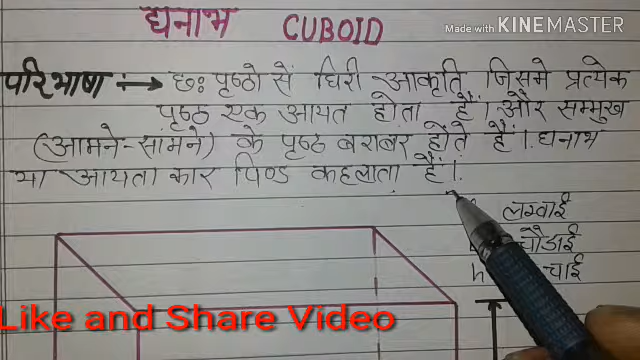 घनाभ CUBOID
Made with KINEMASTER
परिभाषा :→ छः पृष्ठो सें घिरी आकृति जिसमे प्रत्येक
पृष्ठ एक आयत होता हैं। और सम्मुख
(आमने-सामने) के पृष्ठ बराबर होते हैं। घनाभ
या आयता कार पिण्ड कहलाता हैं।
लम्बाई
चौडाई
h चाई
Like and Share Video